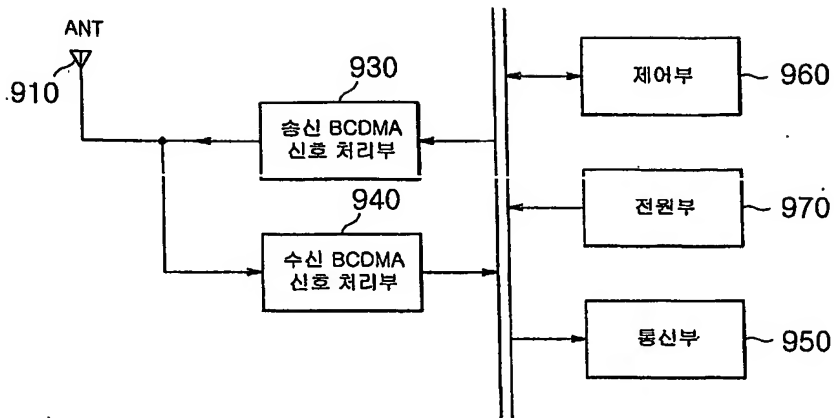 ANT
910
930
송신 BCDMA
신호 처리부
940
수신 BCDMA
신호 처리부
제어부
960
전원부
970
통신부
950